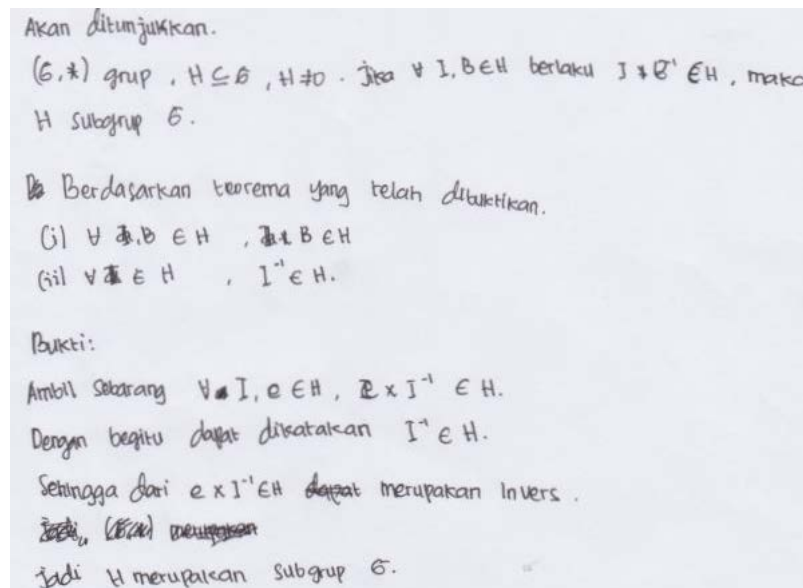 Akan ditunjukkan.
(G,*) grup, H ⊆ G, H≠0. Jika ∀ I,B∈H berlaku I * B⁻¹ ∈H, maka
H subgrup G.
Berdasarkan teorema yang telah dibuktikan.
(i) ∀ I,B ∈ H , I * B ∈ H
(ii) ∀ I ∈ H , I⁻¹ ∈ H.
Bukti:
Ambil sebarang ∀ I, e ∈ H, e x I⁻¹ ∈ H.
Dengan begitu dapat dikatakan I⁻¹ ∈ H.
Sehingga dari e x I⁻¹ ∈ H dapat merupakan Invers.
jadi H merupakan subgrup G.